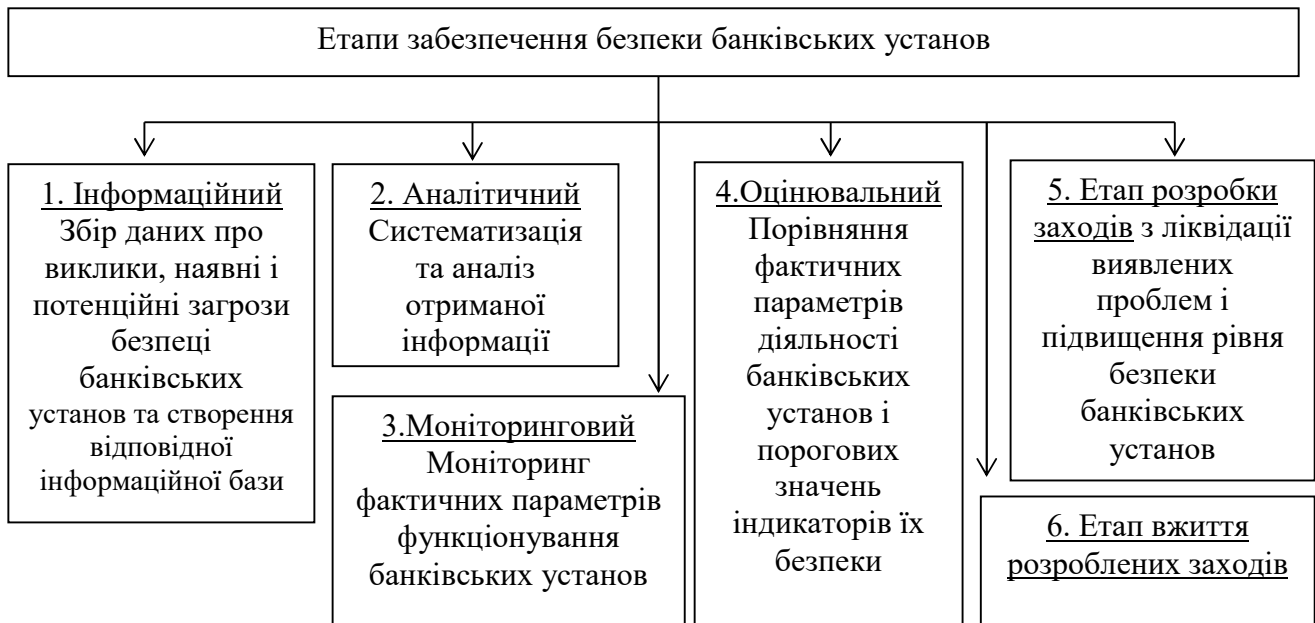 Етапи забезпечення безпеки банківських установ
1. Інформаційний
Збір даних про
виклики, наявні і
потенційні загрози
безпеці
банківських
установ та створення
відповідної
інформаційної бази
2. Аналітичний
Систематизація
та аналіз
отриманої
інформації
3.Моніторинговий
Моніторинг
фактичних параметрів
функціонування
банківських установ
4.Оцінювальний
Порівняння
фактичних
параметрів
діяльності
банківських
установ і
порогових
значень
індикаторів їх
безпеки
5. Етап розробки
заходів з ліквідації
виявлених
проблем і
підвищення рівня
безпеки
банківських
установ
6. Етап вжиття
розроблених заходів